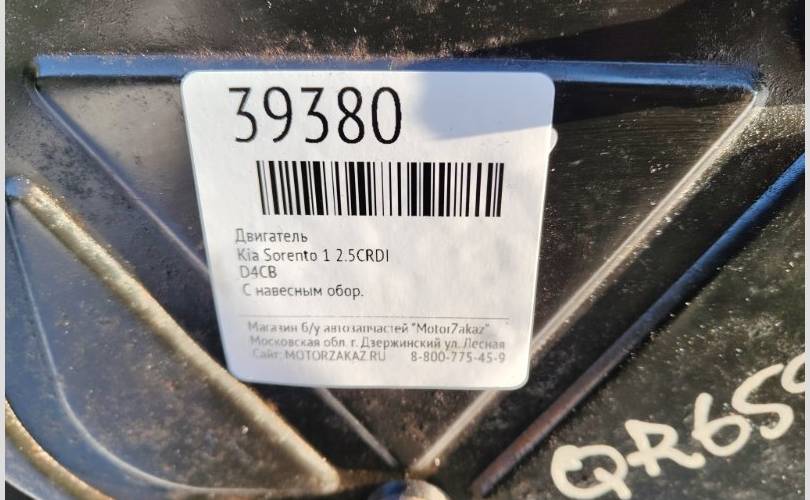 39380
Двигатель
Kia Sorento 1 2.5CRDI
D4CB
С навесным обор.
Магазин б/у автозапчастей "MotorZakaz"
Московская обл. г. Дзержинский ул. Лесная
Сайт: MOTORZAKAZ.RU 8-800-775-45-9
QR65